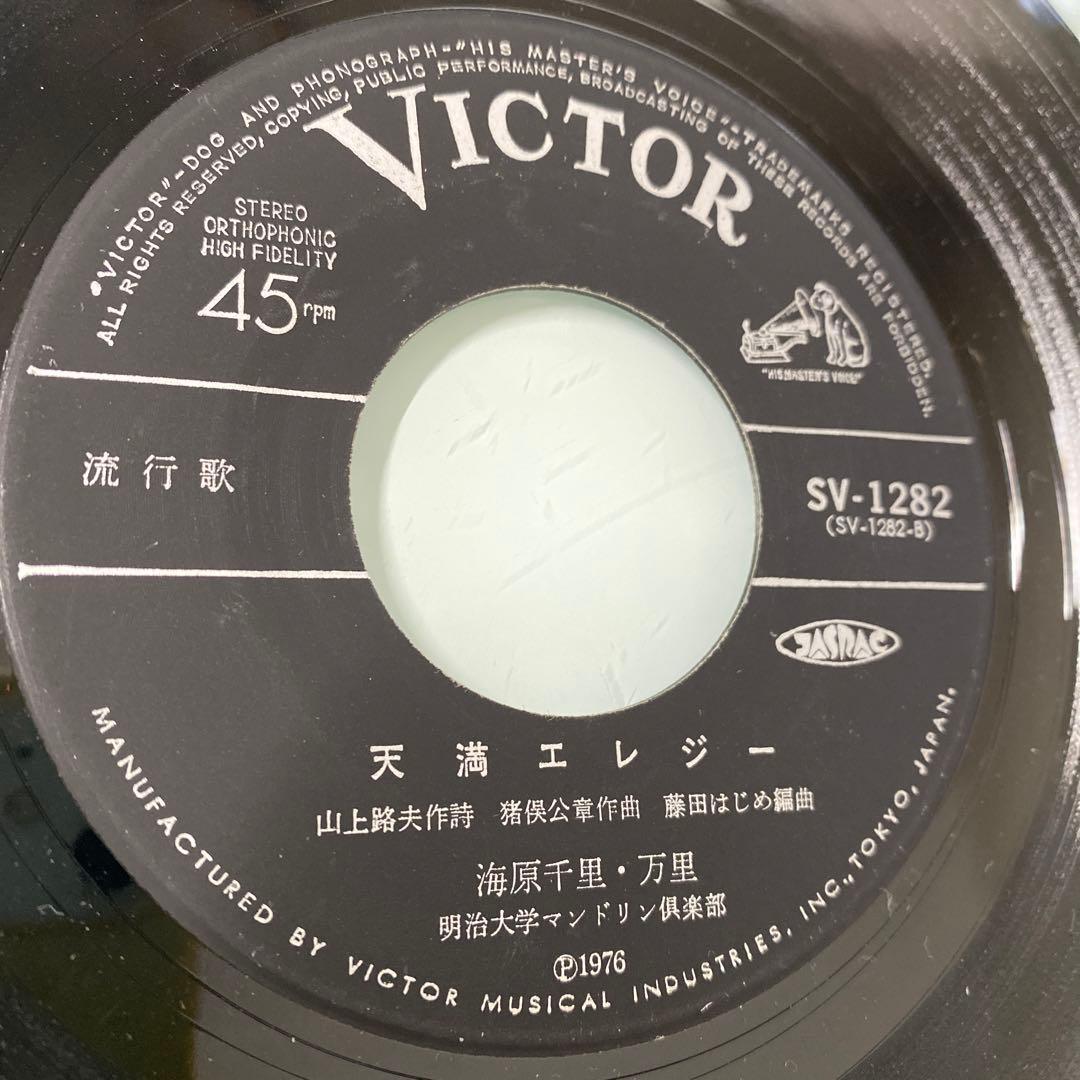 "VICTOR"-DOG AND PHONOGRAPH-"HIS MASTER'S VOICE"-TRADEMARKS REGISTERED.
ALL RIGHTS RESERVED, COPYING, PUBLIC PERFORMANCE, BROADCASTING OF THESE RECORDS ARE FORBIDDEN.
VICTOR
STEREO
ORTHOPHONIC
HIGH FIDELITY
45 rpm
"HIS MASTER'S VOICE"
流行歌
SV-1282
(SV-1282-B)
JASRAC
天満エレジー
山上路夫作詩 猪俣公章作曲 藤田はじめ編曲
海原千里・万里
明治大学マンドリン倶楽部
Ⓟ1976
MANUFACTURED BY VICTOR MUSICAL INDUSTRIES, INC., TOKYO, JAPAN.